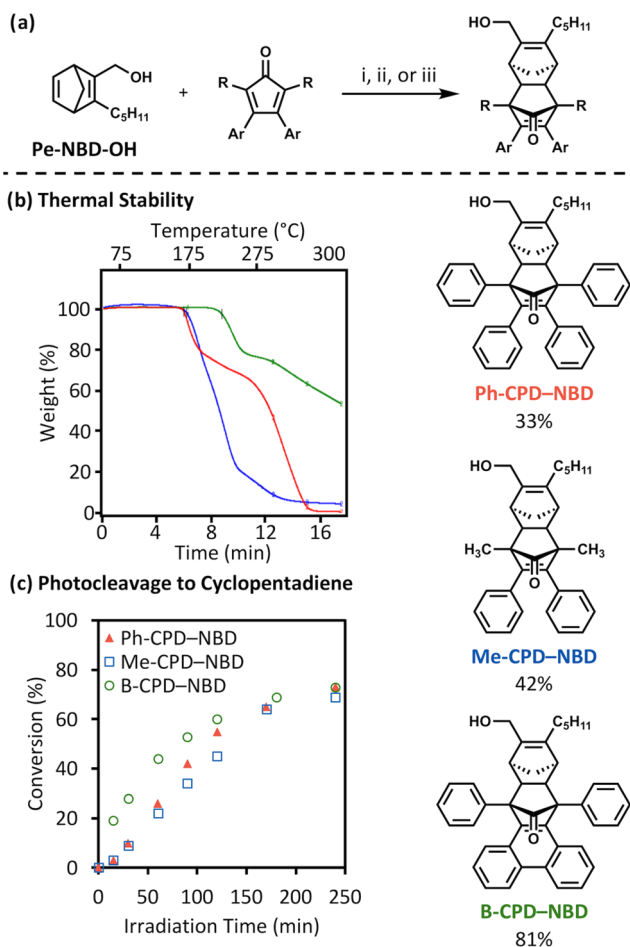 (a)
OH
C5H11
Pe-NBD-OH
+
O
R
R
Ar
Ar
i, ii, or iii
HO
C5H11
R
R
O
Ar
Ar
(b) Thermal Stability
Temperature (°C)
75 175 275 300
100
80
60
40
20
0
Weight (%)
0 4 8 12 16
Time (min)
HO
C5H11
O
Ph-CPD–NBD
33%
HO
C5H11
H3C
CH3
O
Me-CPD–NBD
42%
(c) Photocleavage to Cyclopentadiene
100
80
60
40
20
0
Conversion (%)
Ph-CPD–NBD
Me-CPD–NBD
B-CPD–NBD
0 50 100 150 200 250
Irradiation Time (min)
HO
C5H11
O
B-CPD–NBD
81%